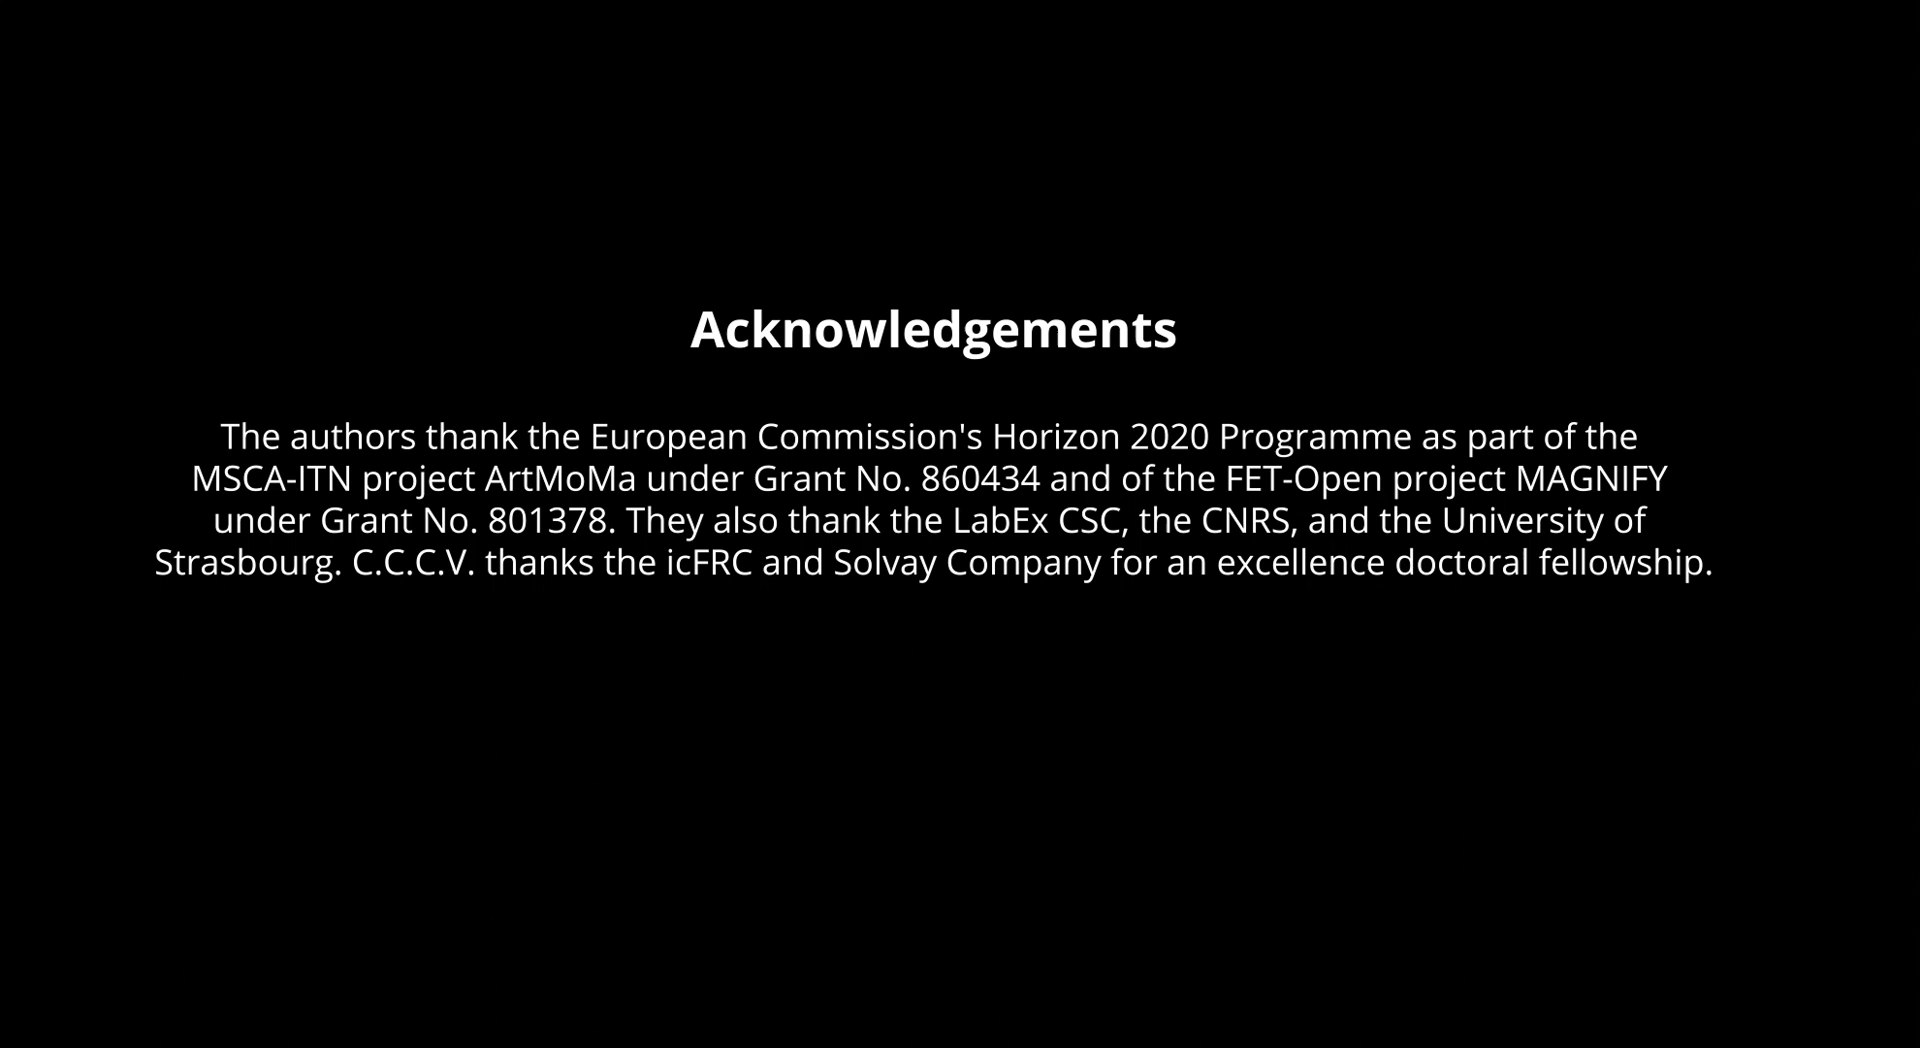 Acknowledgements
The authors thank the European Commission's Horizon 2020 Programme as part of the
MSCA-ITN project ArtMoMa under Grant No. 860434 and of the FET-Open project MAGNIFY
under Grant No. 801378. They also thank the LabEx CSC, the CNRS, and the University of
Strasbourg. C.C.C.V. thanks the icFRC and Solvay Company for an excellence doctoral fellowship.